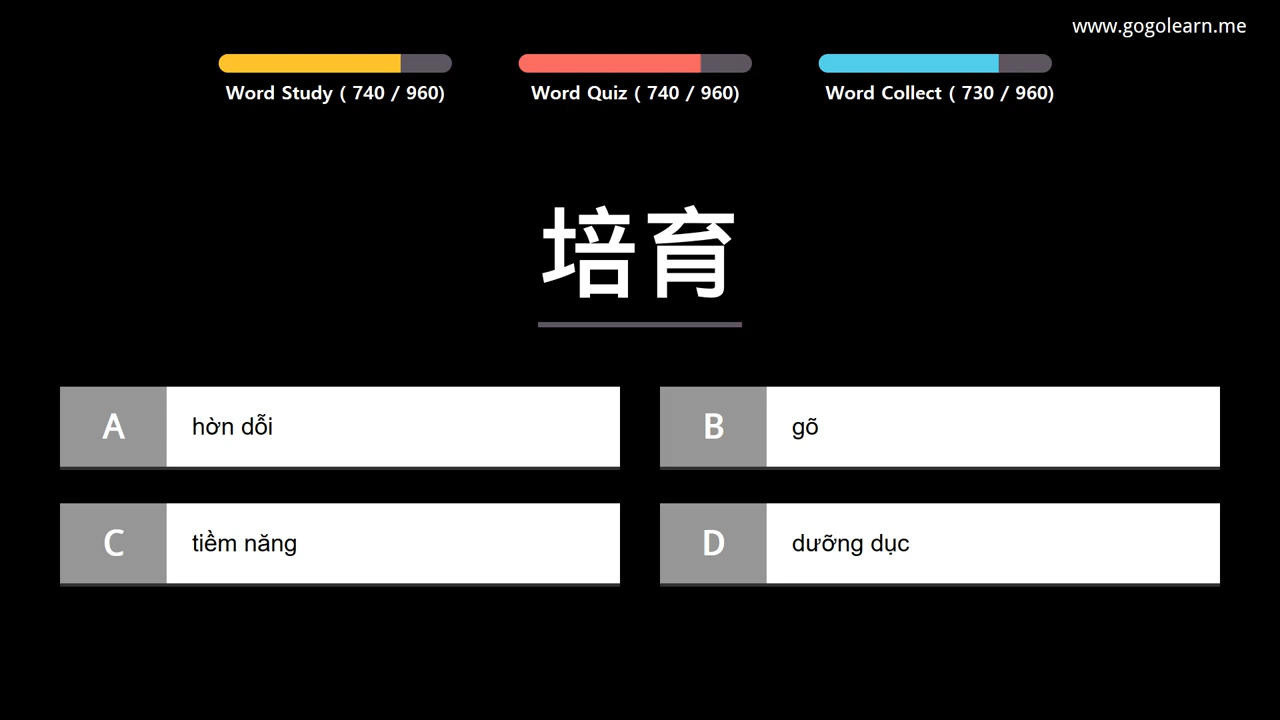 www.gogolearn.me
Word Study ( 740 / 960)
Word Quiz ( 740 / 960)
Word Collect ( 730 / 960)
培育
A hờn dỗi
B gõ
C tiềm năng
D dưỡng dục